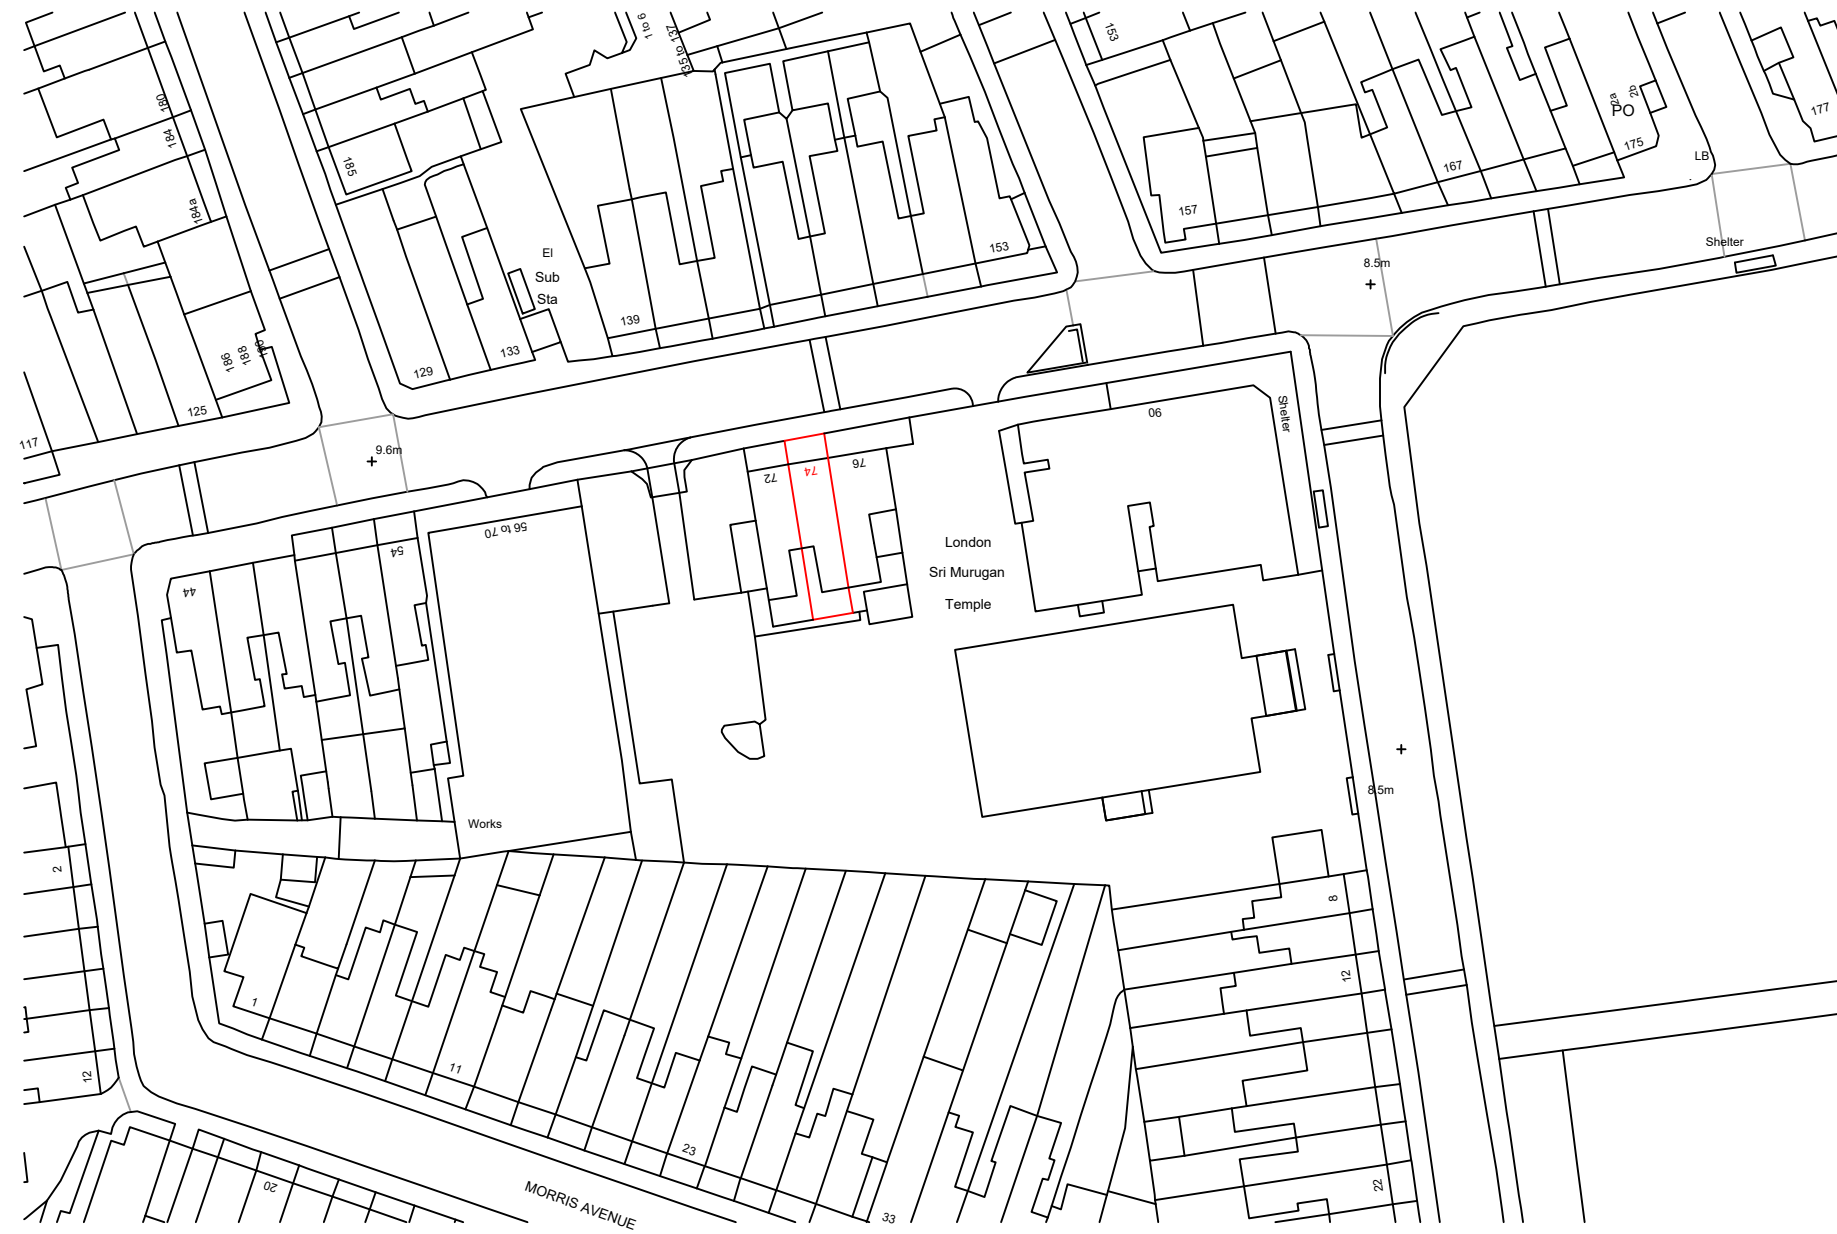 1 to 6
135 to 137
153
180
184
184a
185
2a
2b
PO
175
177
167
LB
157
153
Shelter
8.5m
El
Sub
Sta
139
133
129
186
188
190
125
117
9.6m
90
Shelter
72
74
76
56 to 70
54
44
London
Sri Murugan
Temple
8.5m
Works
2
8
12
1
11
12
23
20
22
33
MORRIS AVENUE